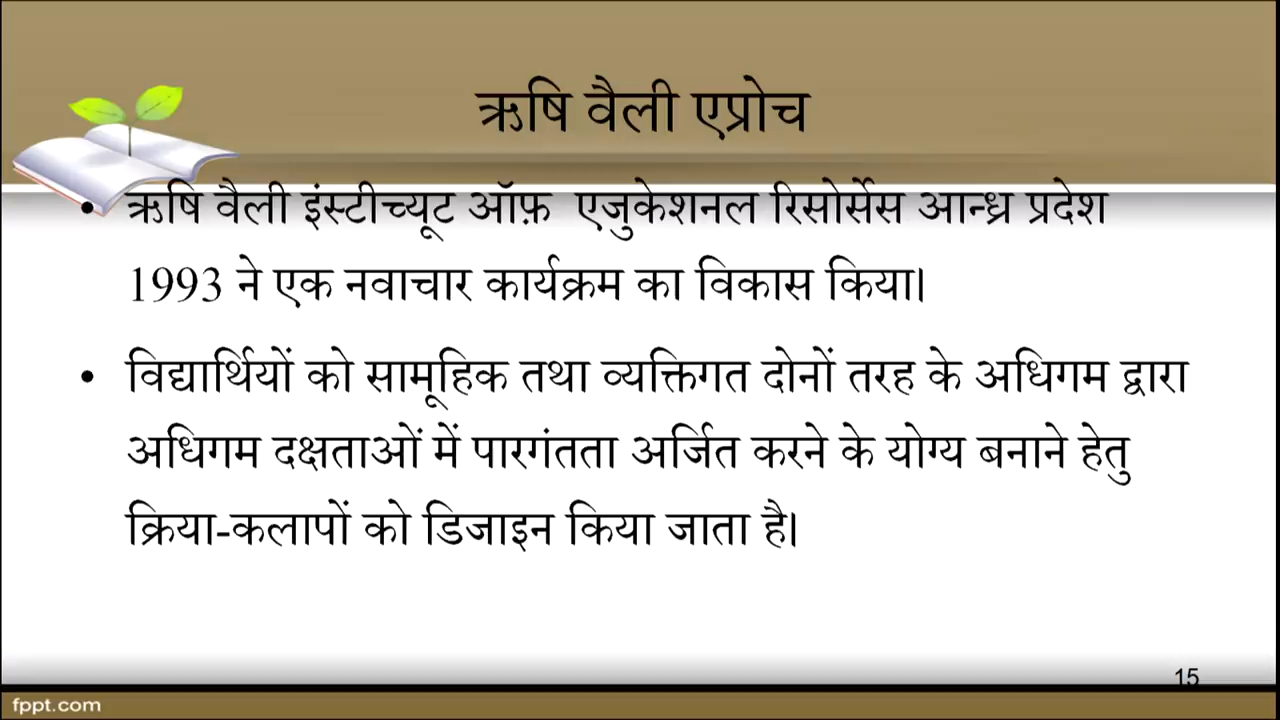 ऋषि वैली एप्रोच
• ऋषि वैली इंस्टीच्यूट ऑफ़ एजुकेशनल रिसोर्सेस आन्ध्र प्रदेश
1993 ने एक नवाचार कार्यक्रम का विकास किया।
• विद्यार्थियों को सामूहिक तथा व्यक्तिगत दोनों तरह के अधिगम द्वारा
अधिगम दक्षताओं में पारगंतता अर्जित करने के योग्य बनाने हेतु
क्रिया-कलापों को डिजाइन किया जाता है।
15
fppt.com